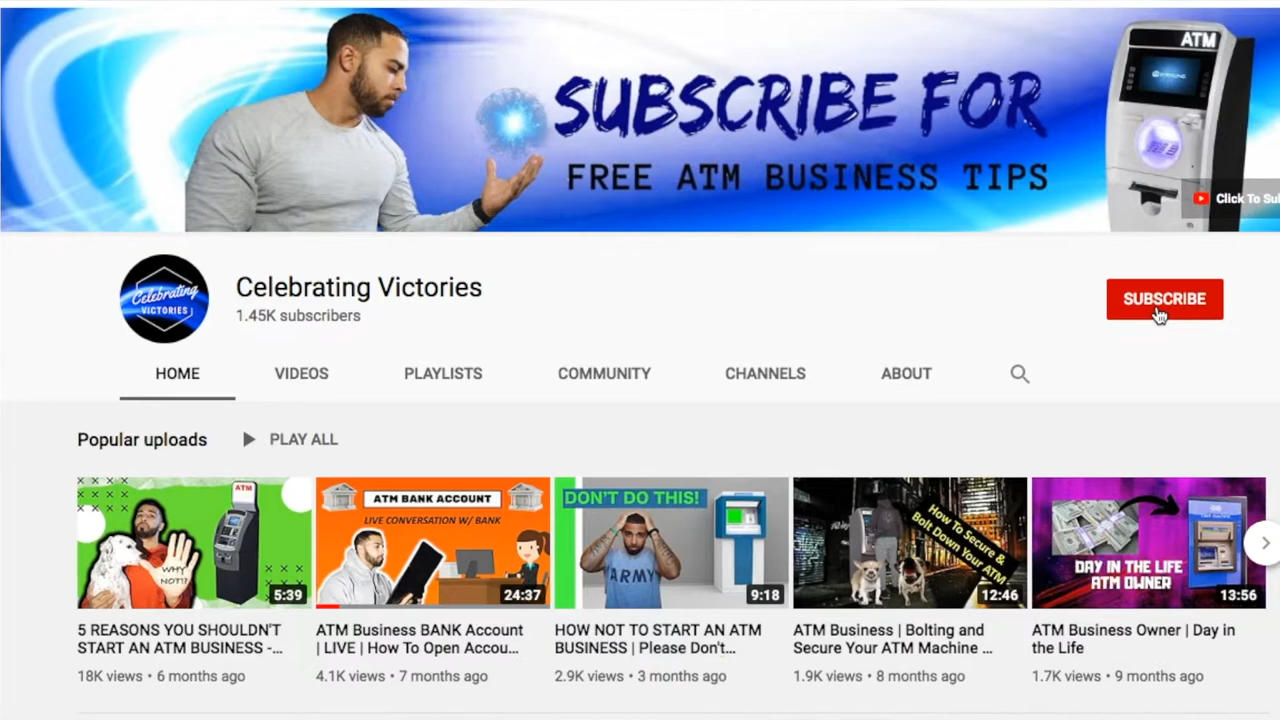 SUBSCRIBE FOR
FREE ATM BUSINESS TIPS
ATM
Click To
Celebrating
VICTORIES
Celebrating Victories
1.45K subscribers
SUBSCRIBE
HOME VIDEOS PLAYLISTS COMMUNITY CHANNELS ABOUT
Popular uploads PLAY ALL
ATM
WHY
NOT!?
5:39
ATM BANK ACCOUNT
LIVE CONVERSATION W/ BANK
24:37
DON'T DO THIS!
ARMY
9:18
How To Secure &
Bolt Down Your ATM
12:46
DAY IN THE LIFE
ATM OWNER
13:56
5 REASONS YOU SHOULDN'T
START AN ATM BUSINESS -...
18K views • 6 months ago
ATM Business BANK Account
| LIVE | How To Open Accou...
4.1K views • 7 months ago
HOW NOT TO START AN ATM
BUSINESS | Please Don't...
2.9K views • 3 months ago
ATM Business | Bolting and
Secure Your ATM Machine ...
1.9K views • 8 months ago
ATM Business Owner | Day in
the Life
1.7K views • 9 months ago